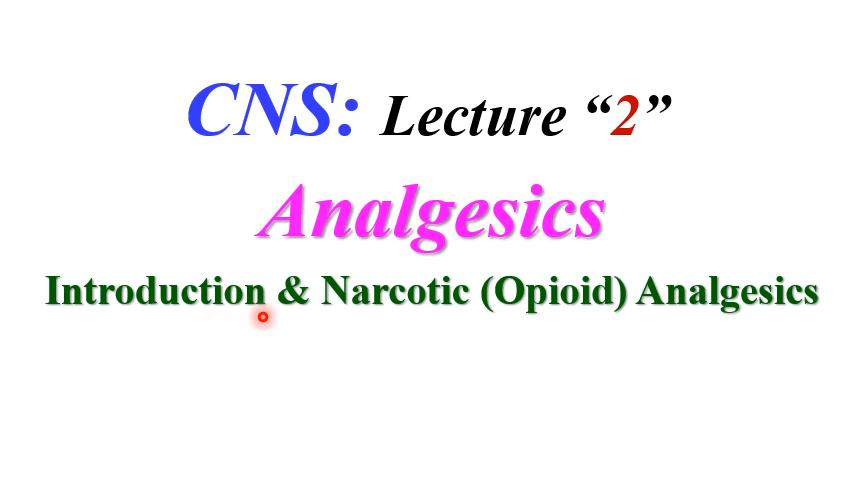 CNS: Lecture “2”
Analgesics
Introduction & Narcotic (Opioid) Analgesics